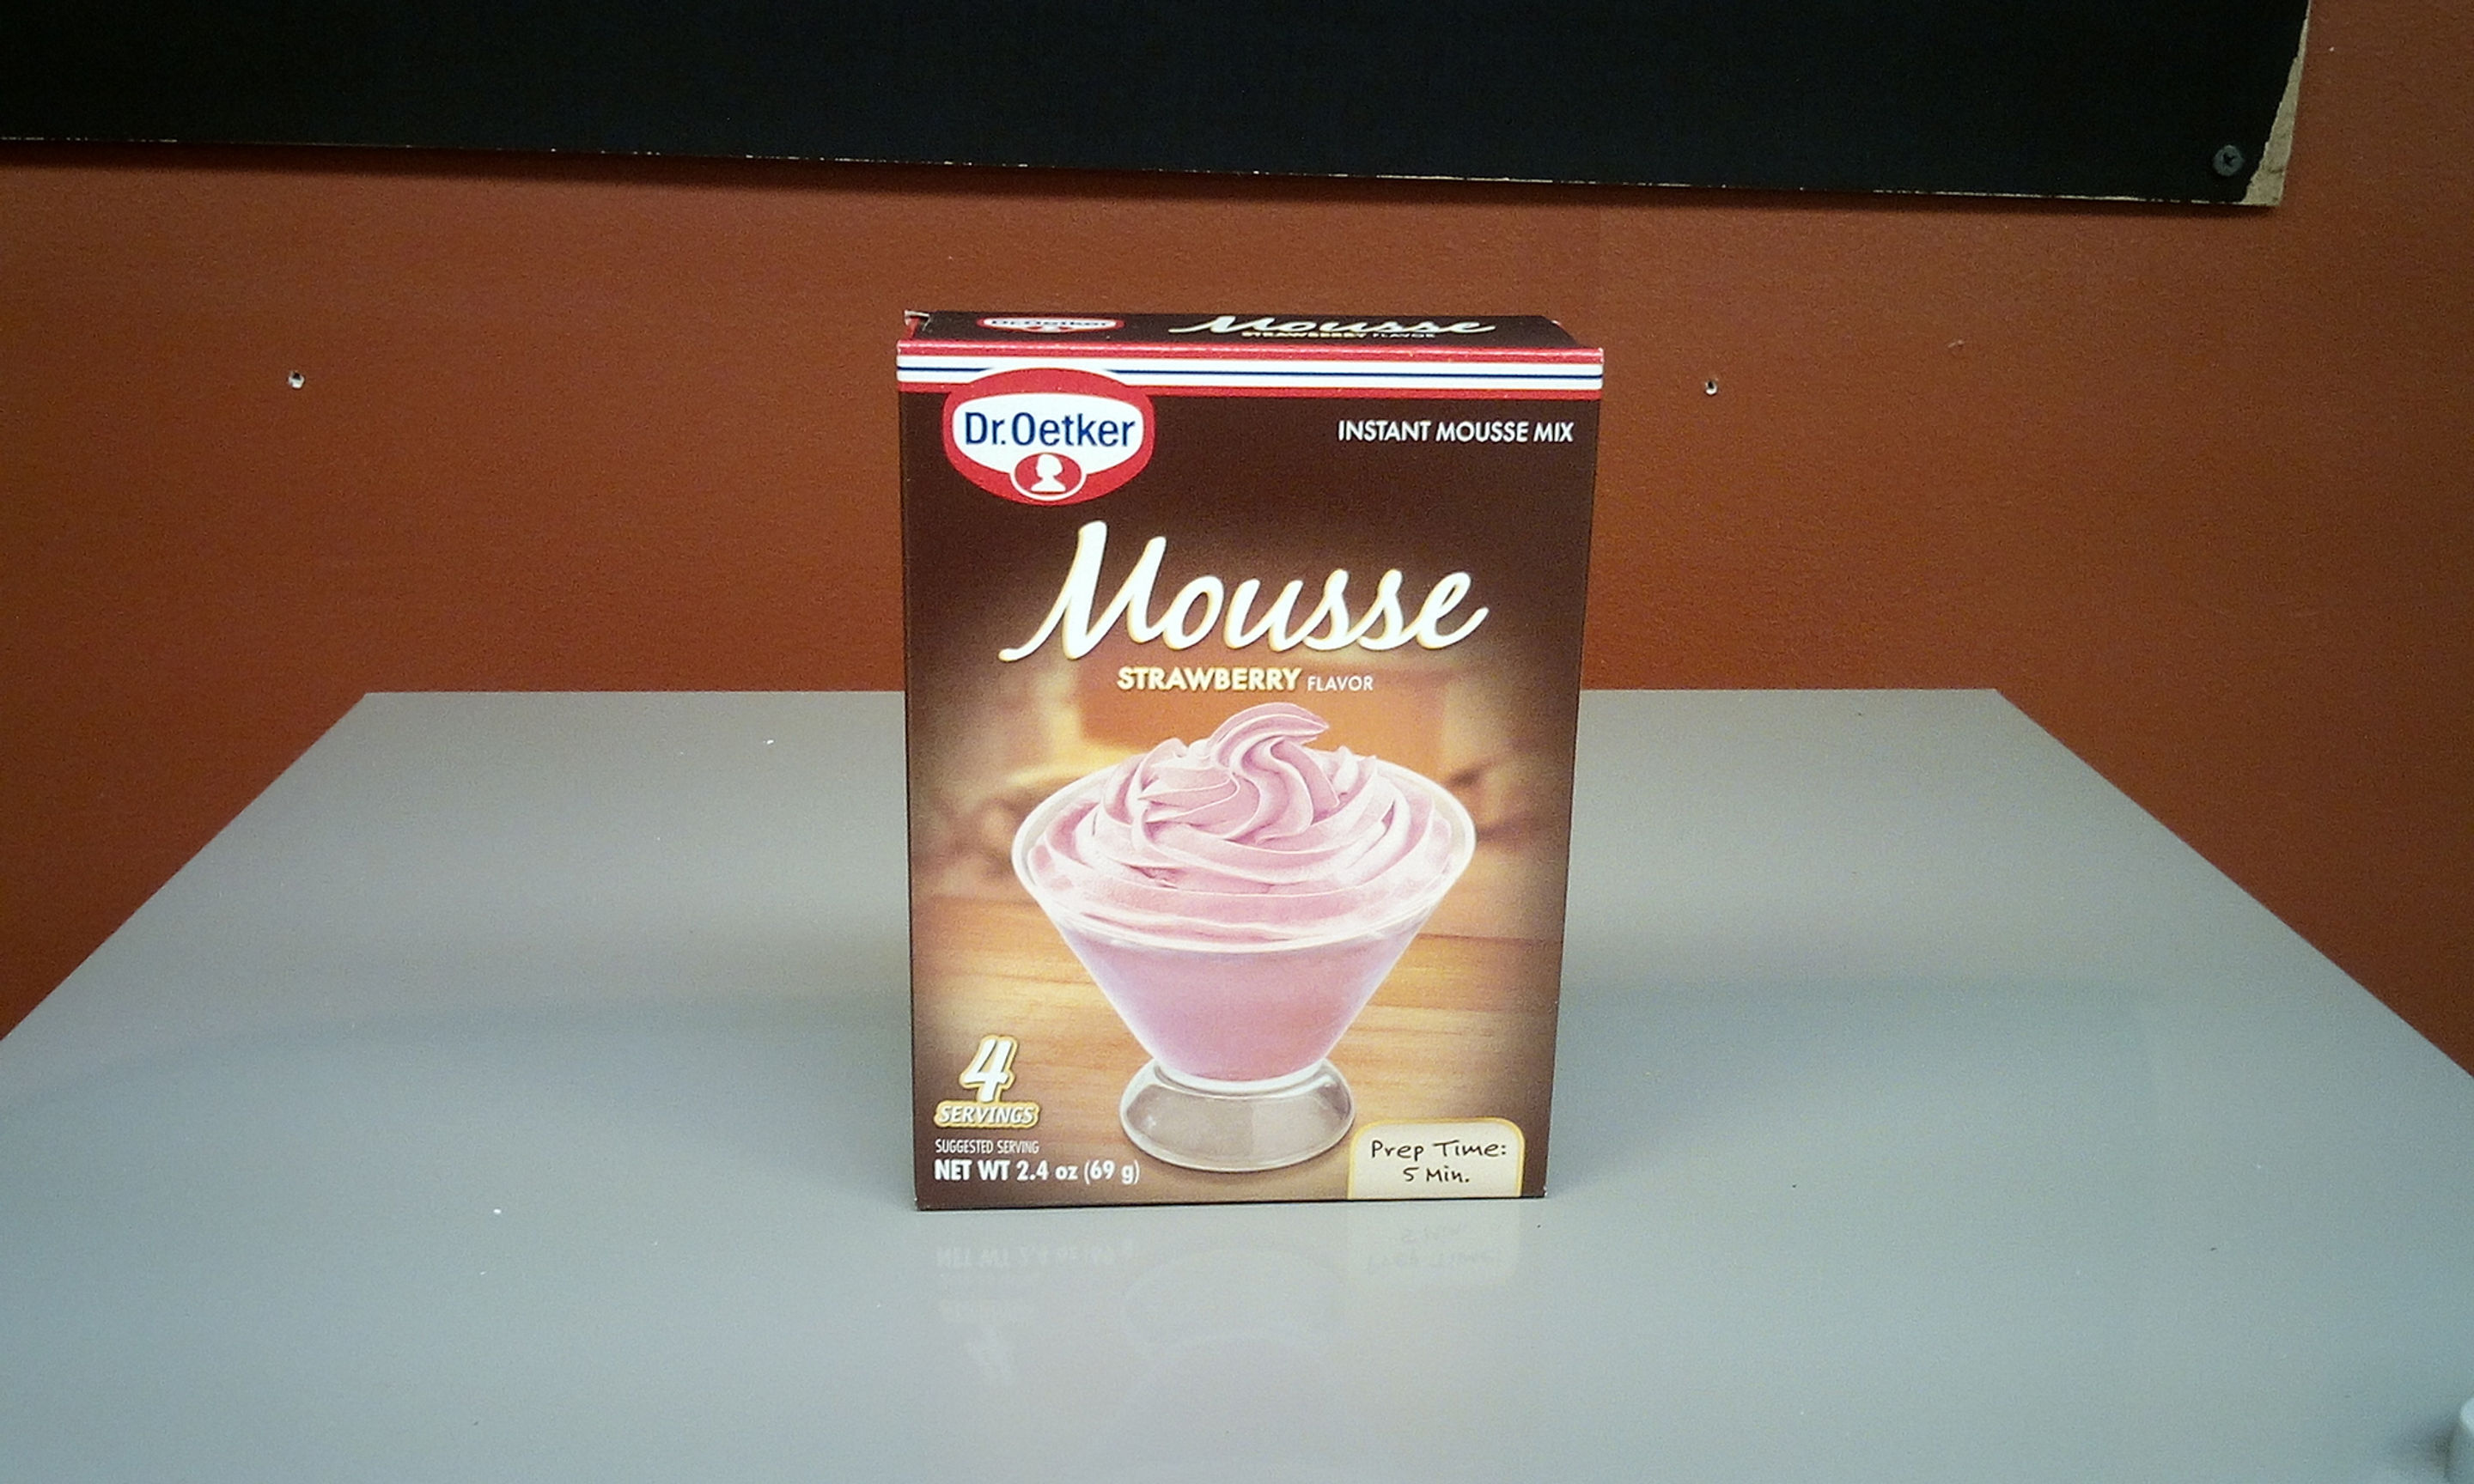 Dr.Oetker
Mousse
STRAWBERRY FLAVOR
Dr.Oetker
INSTANT MOUSSE MIX
Mousse
STRAWBERRY FLAVOR
4
SERVINGS
SUGGESTED SERVING
NET WT 2.4 oz (69 g)
Prep Time:
5 Min.